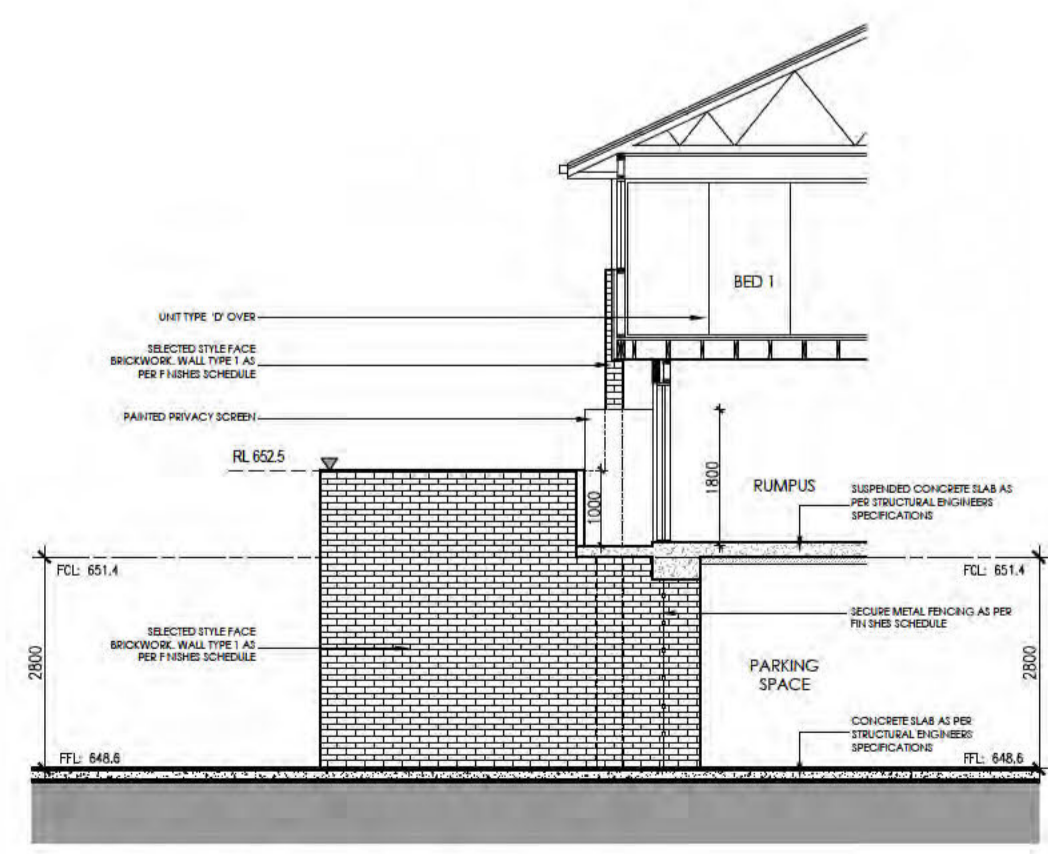 BED 1
UNIT TYPE 'D' OVER
SELECTED STYLE FACE
BRICKWORK. WALL TYPE 1 AS
PER FINISHES SCHEDULE
PAINTED PRIVACY SCREEN
RL 652.5
1000
1800
RUMPUS
SUSPENDED CONCRETE SLAB AS
PER STRUCTURAL ENGINEERS
SPECIFICATIONS
FCL: 651.4
FCL: 651.4
SECURE METAL FENCING AS PER
FINISHES SCHEDULE
SELECTED STYLE FACE
BRICKWORK. WALL TYPE 1 AS
PER FINISHES SCHEDULE
2800
PARKING
SPACE
2800
CONCRETE SLAB AS PER
STRUCTURAL ENGINEERS
SPECIFICATIONS
FFL: 648.6
FFL: 648.6